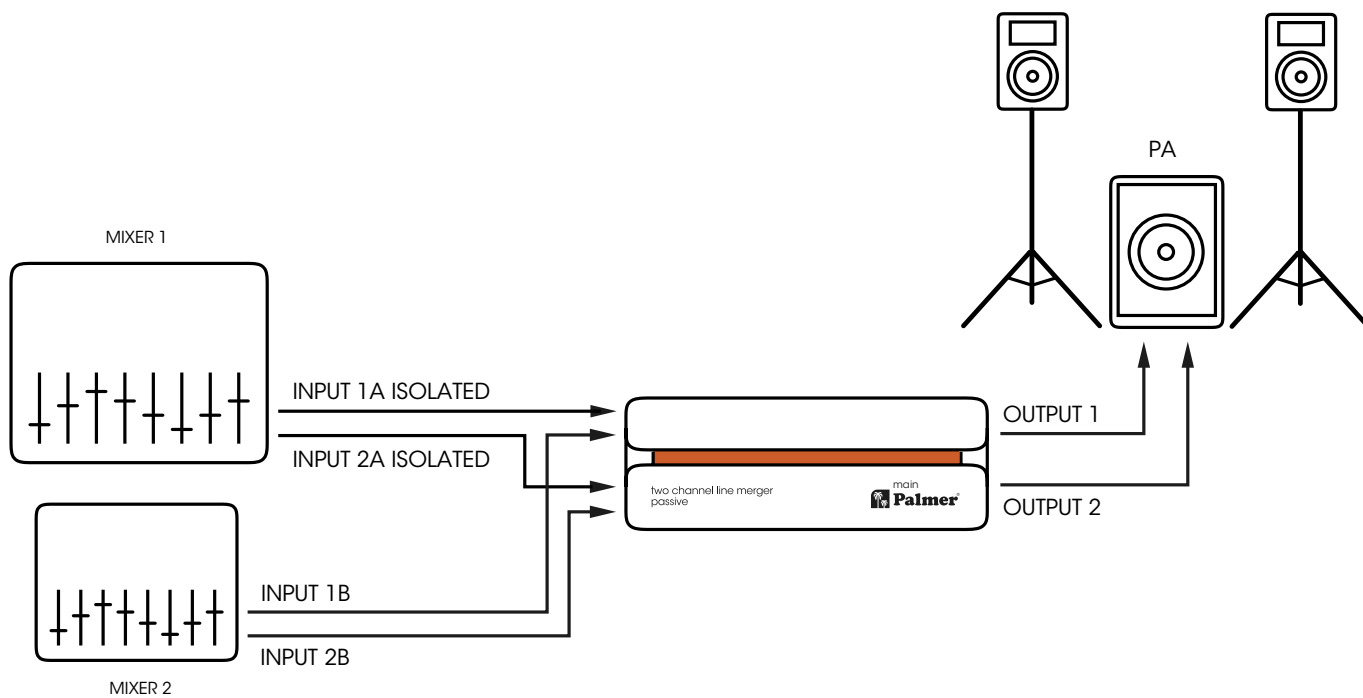 PA
MIXER 1
INPUT 1A ISOLATED
INPUT 2A ISOLATED
OUTPUT 1
two channel line merger
passive
main
Palmer
OUTPUT 2
INPUT 1B
INPUT 2B
MIXER 2